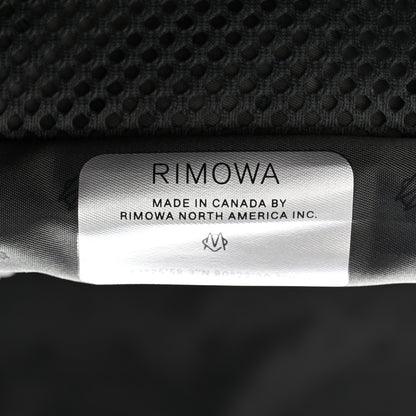 RIMOWA
MADE IN CANADA BY
RIMOWA NORTH AMERICA INC.